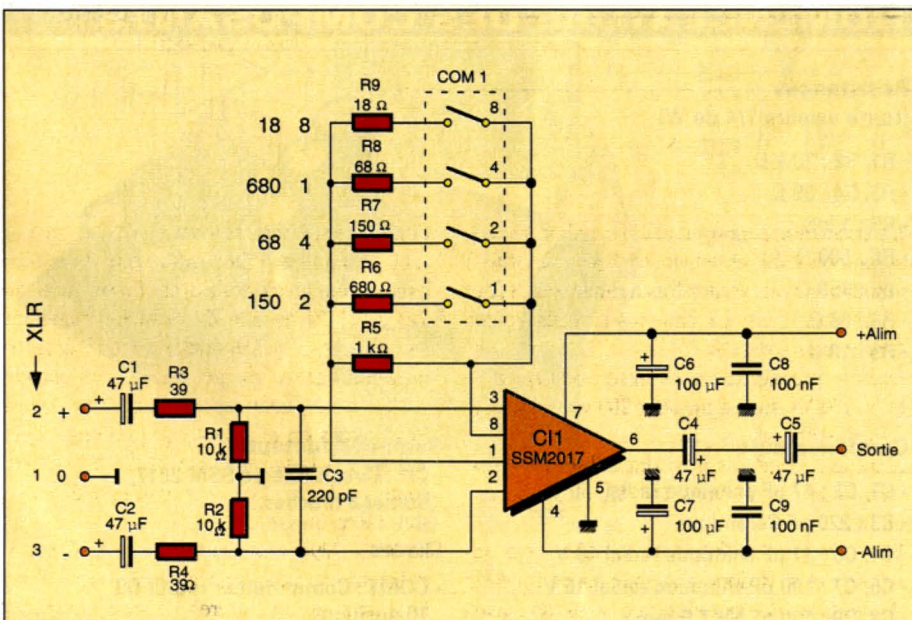 COM 1
R9
18 Ω
8
18 8
R8
68 Ω
4
680 1
R7
150 Ω
2
68 4
R6
680 Ω
1
150 2
R5
1 kΩ
XLR
+Alim
C6
100 µF
C8
100 nF
C1
47 µF
R3
39
2 +
3
7
8
R1
10 kΩ
CI1
SSM2017
6
C4
47 µF
C5
47 µF
Sortie
1 0
C3
220 pF
1
2
5
4
R2
10 kΩ
C2
47 µF
C7
100 µF
C9
100 nF
3 -
R4
39Ω
-Alim